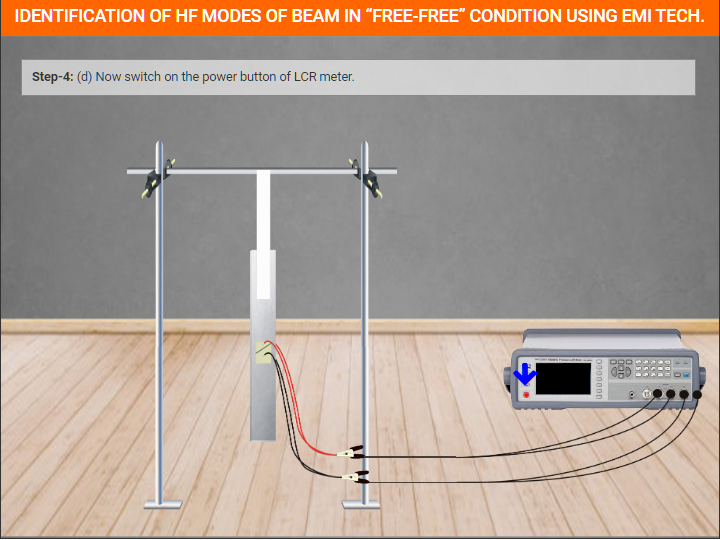 IDENTIFICATION OF HF MODES OF BEAM IN “FREE-FREE” CONDITION USING EMI TECH.
Step-4: (d) Now switch on the power button of LCR meter.